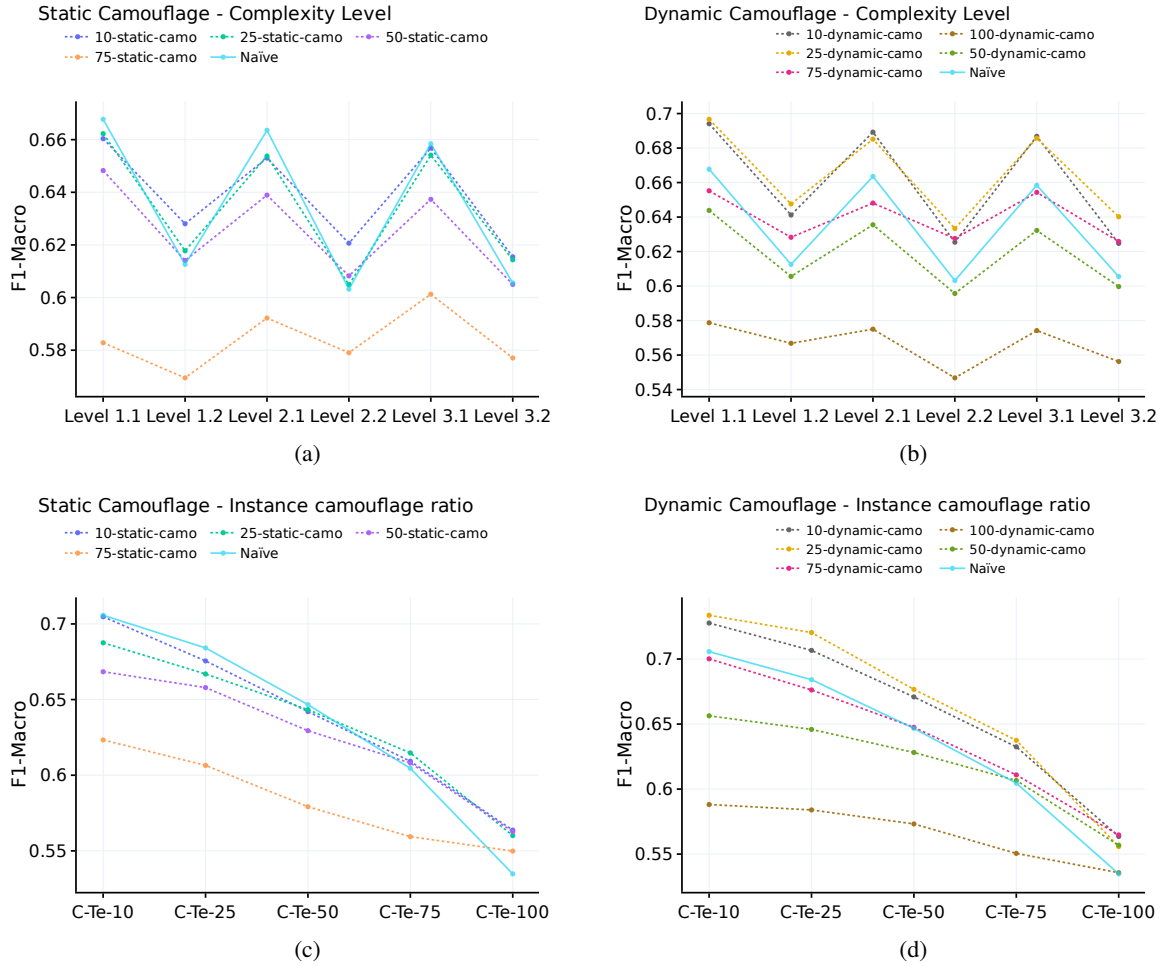 Static Camouflage - Complexity Level
10-static-camo 25-static-camo 50-static-camo
75-static-camo Naïve
F1-Macro
0.66
0.64
0.62
0.6
0.58
Level 1.1 Level 1.2 Level 2.1 Level 2.2 Level 3.1 Level 3.2
(a)
Dynamic Camouflage - Complexity Level
10-dynamic-camo 100-dynamic-camo
25-dynamic-camo 50-dynamic-camo
75-dynamic-camo Naïve
F1-Macro
0.7
0.68
0.66
0.64
0.62
0.6
0.58
0.56
0.54
Level 1.1 Level 1.2 Level 2.1 Level 2.2 Level 3.1 Level 3.2
(b)
Static Camouflage - Instance camouflage ratio
10-static-camo 25-static-camo 50-static-camo
75-static-camo Naïve
F1-Macro
0.7
0.65
0.6
0.55
C-Te-10 C-Te-25 C-Te-50 C-Te-75 C-Te-100
(c)
Dynamic Camouflage - Instance camouflage ratio
10-dynamic-camo 100-dynamic-camo
25-dynamic-camo 50-dynamic-camo
75-dynamic-camo Naïve
F1-Macro
0.7
0.65
0.6
0.55
C-Te-10 C-Te-25 C-Te-50 C-Te-75 C-Te-100
(d)